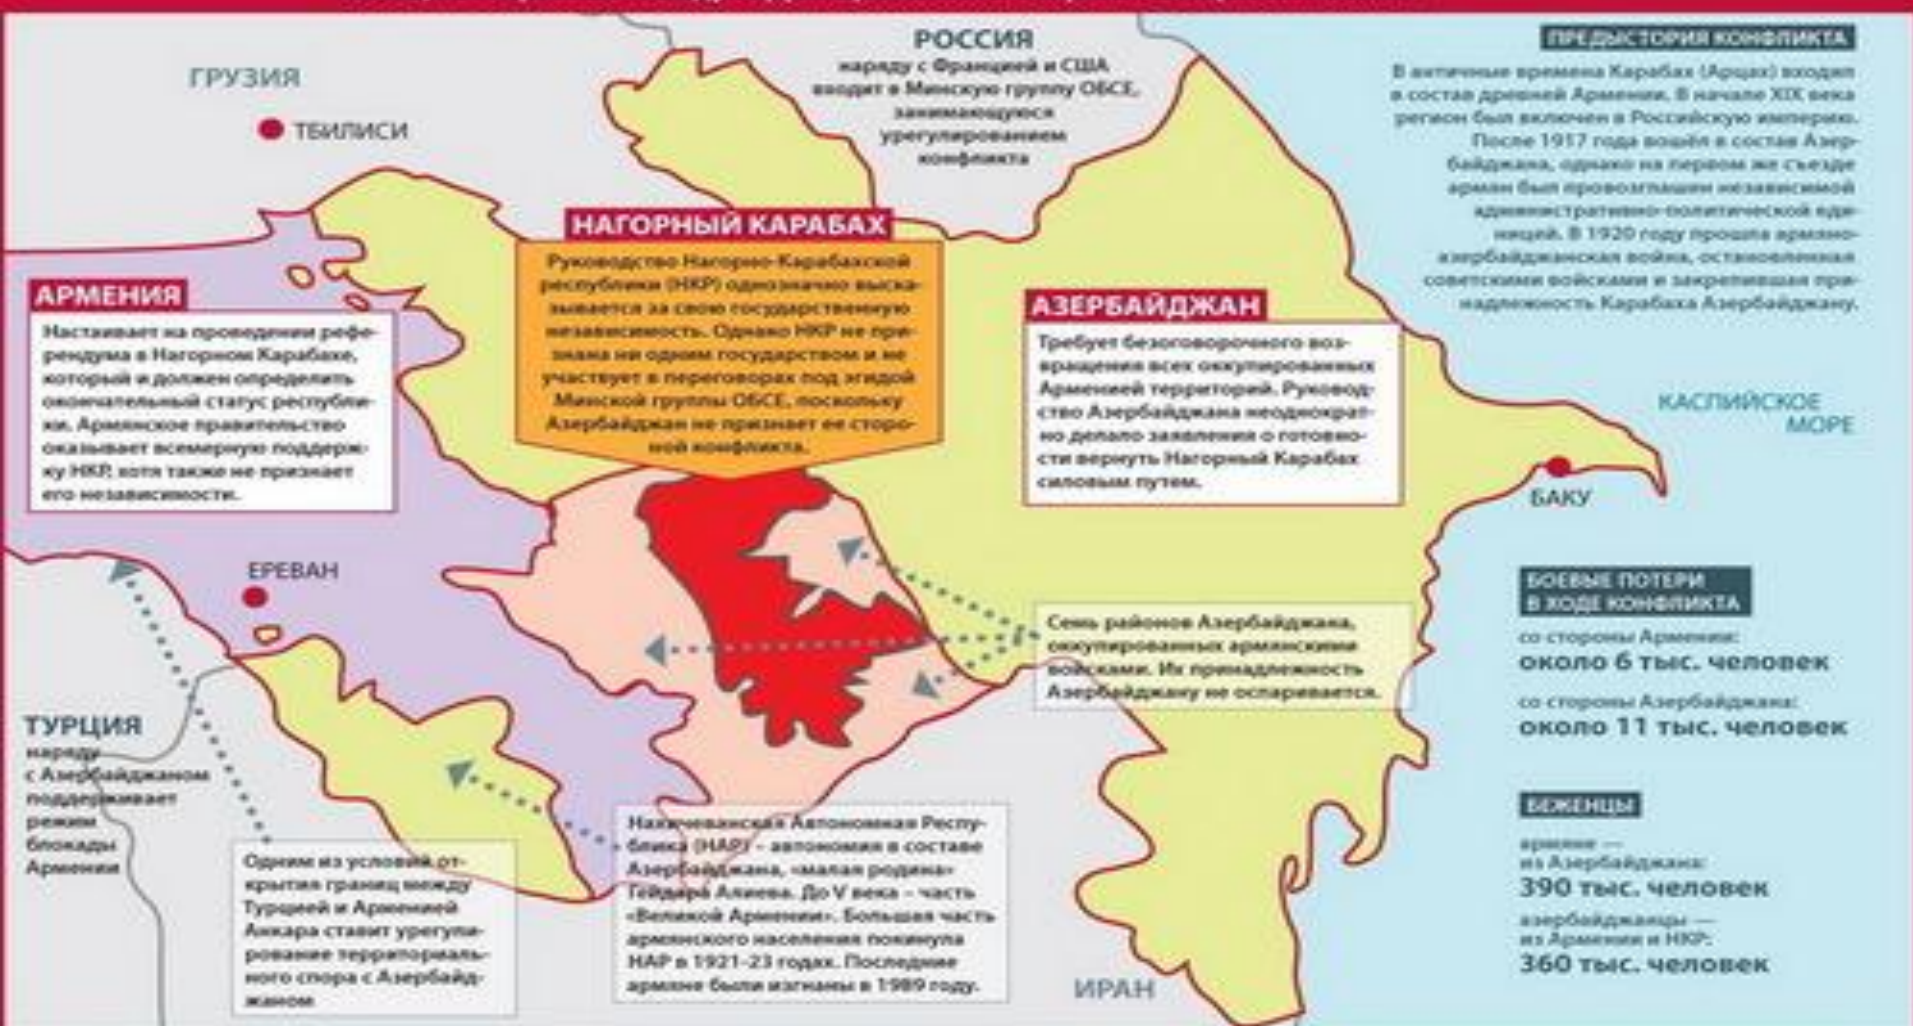 ГРУЗИЯ
ТБИЛИСИ
РОССИЯ
наряду с Францией и США
входит в Минскую группу ОБСЕ,
занимающуюся
урегулированием
конфликта
ПРЕДЫСТОРИЯ КОНФЛИКТА
В античные времена Карабах (Арцах) входил
в состав древней Армении. В начале XIX века
регион был включен в Российскую империю.
После 1917 года вошёл в состав Азер-
байджана, однако на первом же съезде
армян был провозглашен независимой
административно-политической еди-
ницей. В 1920 году прошла армяно-
азербайджанская война, остановленная
советскими войсками и закрепившая при-
надлежность Карабаха Азербайджану.
НАГОРНЫЙ КАРАБАХ
Руководство Нагорно-Карабахской
республики (НКР) однозначно выска-
зывается за свою государственную
независимость. Однако НКР не при-
знана ни одним государством и не
участвует в переговорах под эгидой
Минской группы ОБСЕ, поскольку
Азербайджан не признает ее сторо-
ной конфликта.
АРМЕНИЯ
Настаивает на проведении рефе-
рендума в Нагорном Карабахе,
который и должен определить
окончательный статус республи-
ки. Армянское правительство
оказывает всемерную поддерж-
ку НКР, хотя также не признает
его независимости.
АЗЕРБАЙДЖАН
Требует безоговорочного воз-
вращения всех оккупированных
Арменией территорий. Руковод-
ство Азербайджана неоднократ-
но делало заявления о готовно-
сти вернуть Нагорный Карабах
силовым путем.
КАСПИЙСКОЕ
МОРЕ
БАКУ
ЕРЕВАН
Семь районов Азербайджана,
оккупированных армянскими
войсками. Их принадлежность
Азербайджану не оспаривается.
БОЕВЫЕ ПОТЕРИ
В ХОДЕ КОНФЛИКТА
со стороны Армении:
около 6 тыс. человек
со стороны Азербайджана:
около 11 тыс. человек
ТУРЦИЯ
наряду
с Азербайджаном
поддерживает
режим
блокады
Армении
Одним из условий от-
крытия границ между
Турцией и Арменией
Анкара ставит урегули-
рование территориаль-
ного спора с Азербайд-
жаном
Нахичеванская Автономная Респу-
блика (НАР) – автономия в составе
Азербайджана, «малая родина»
Гейдара Алиева. До V века – часть
«Великой Армении». Большая часть
армянского населения покинула
НАР в 1921-23 годах. Последние
армяне были изгнаны в 1989 году.
ИРАН
БЕЖЕНЦЫ
армяне —
из Азербайджана:
390 тыс. человек
азербайджанцы —
из Армении и НКР:
360 тыс. человек